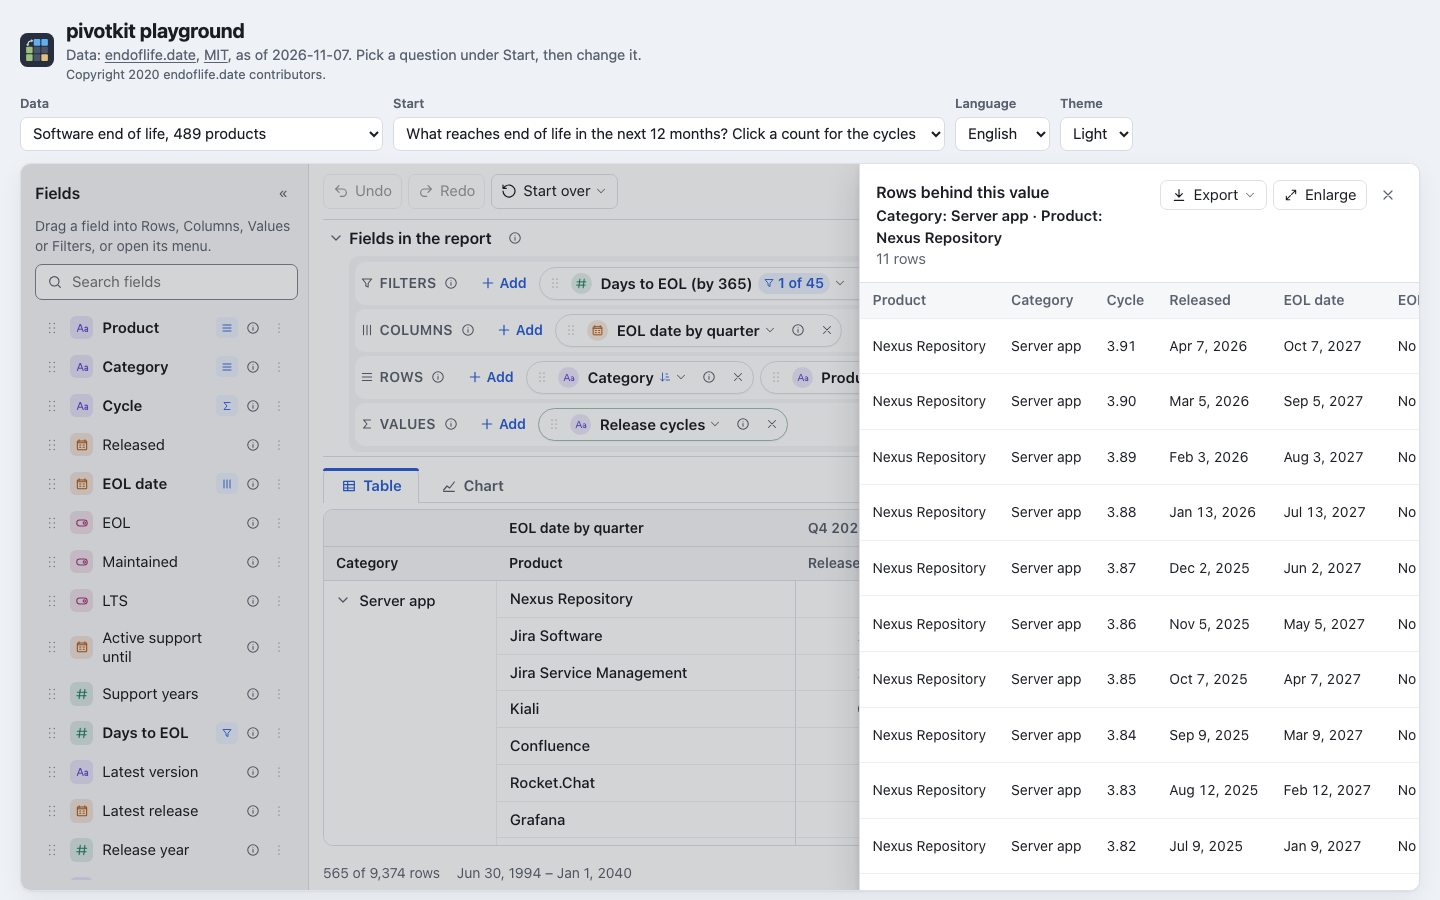 pivotkit playground
Data: endoflife.date, MIT, as of 2026-11-07. Pick a question under Start, then change it.
Copyright 2020 endoflife.date contributors.
Data
Start
Language
Theme
Software end of life, 489 products
What reaches end of life in the next 12 months? Click a count for the cycles
English
Light
Fields
«
Drag a field into Rows, Columns, Values
or Filters, or open its menu.
Search fields
Aa Product
Aa Category
Aa Cycle
Released
EOL date
EOL
Maintained
LTS
Active support
until
# Support years
# Days to EOL
Aa Latest version
Latest release
# Release year
Undo
Redo
Start over
Fields in the report
FILTERS
+ Add
# Days to EOL (by 365) 1 of 45
COLUMNS
+ Add
EOL date by quarter
ROWS
+ Add
Aa Category
Aa Produ
Σ VALUES
+ Add
Aa Release cycles
Table
Chart
EOL date by quarter
Q4 202
Category
Product
Release
Server app
Nexus Repository
Jira Software
Jira Service Management
Kiali
Confluence
Rocket.Chat
Grafana
565 of 9,374 rows
Jun 30, 1994 – Jan 1, 2040
Rows behind this value
Category: Server app · Product:
Nexus Repository
11 rows
Export
Enlarge
Product Category Cycle Released EOL date EOL
Nexus Repository Server app 3.91 Apr 7, 2026 Oct 7, 2027 No
Nexus Repository Server app 3.90 Mar 5, 2026 Sep 5, 2027 No
Nexus Repository Server app 3.89 Feb 3, 2026 Aug 3, 2027 No
Nexus Repository Server app 3.88 Jan 13, 2026 Jul 13, 2027 No
Nexus Repository Server app 3.87 Dec 2, 2025 Jun 2, 2027 No
Nexus Repository Server app 3.86 Nov 5, 2025 May 5, 2027 No
Nexus Repository Server app 3.85 Oct 7, 2025 Apr 7, 2027 No
Nexus Repository Server app 3.84 Sep 9, 2025 Mar 9, 2027 No
Nexus Repository Server app 3.83 Aug 12, 2025 Feb 12, 2027 No
Nexus Repository Server app 3.82 Jul 9, 2025 Jan 9, 2027 No